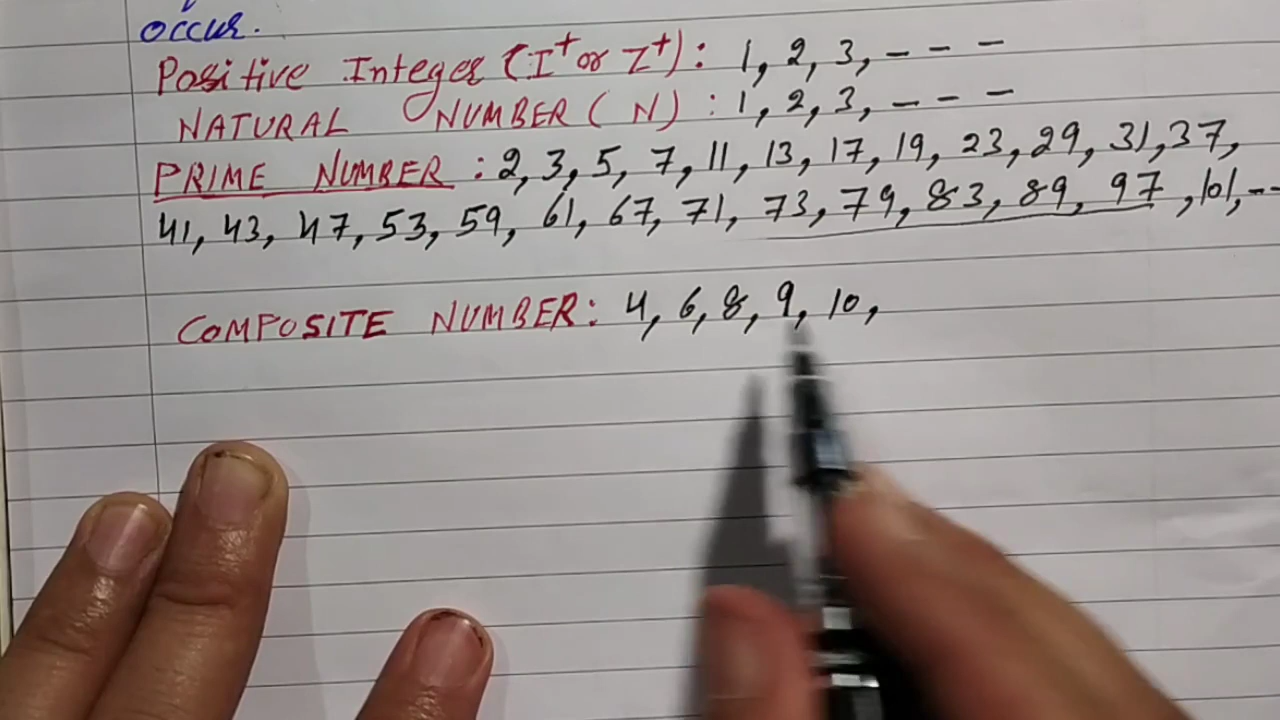 occur.
Positive Integer (I+ or Z+): 1, 2, 3, - - -
NATURAL NUMBER (N) : 1, 2, 3, - - -
PRIME NUMBER : 2, 3, 5, 7, 11, 13, 17, 19, 23, 29, 31, 37,
41, 43, 47, 53, 59, 61, 67, 71, 73, 79, 83, 89, 97, 101, --
COMPOSITE NUMBER: 4, 6, 8, 9, 10,